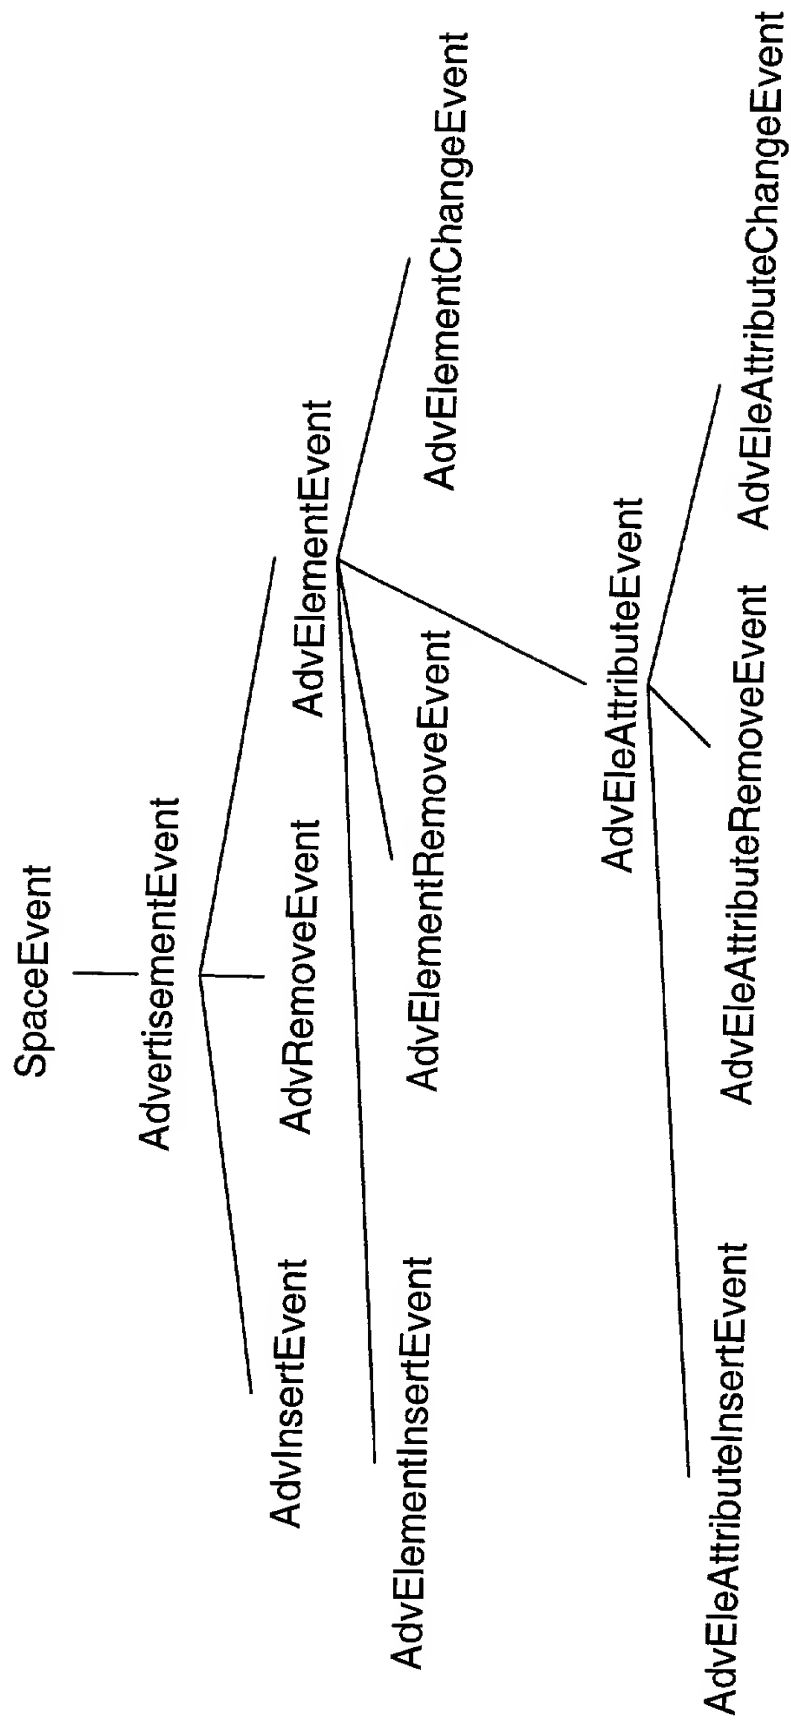 SpaceEvent
AdvertisementEvent
AdvInsertEvent
AdvRemoveEvent
AdvElementEvent
AdvElementInsertEvent
AdvElementRemoveEvent
AdvElementChangeEvent
AdvEleAttributeEvent
AdvEleAttributeInsertEvent
AdvEleAttributeRemoveEvent
AdvEleAttributeChangeEvent